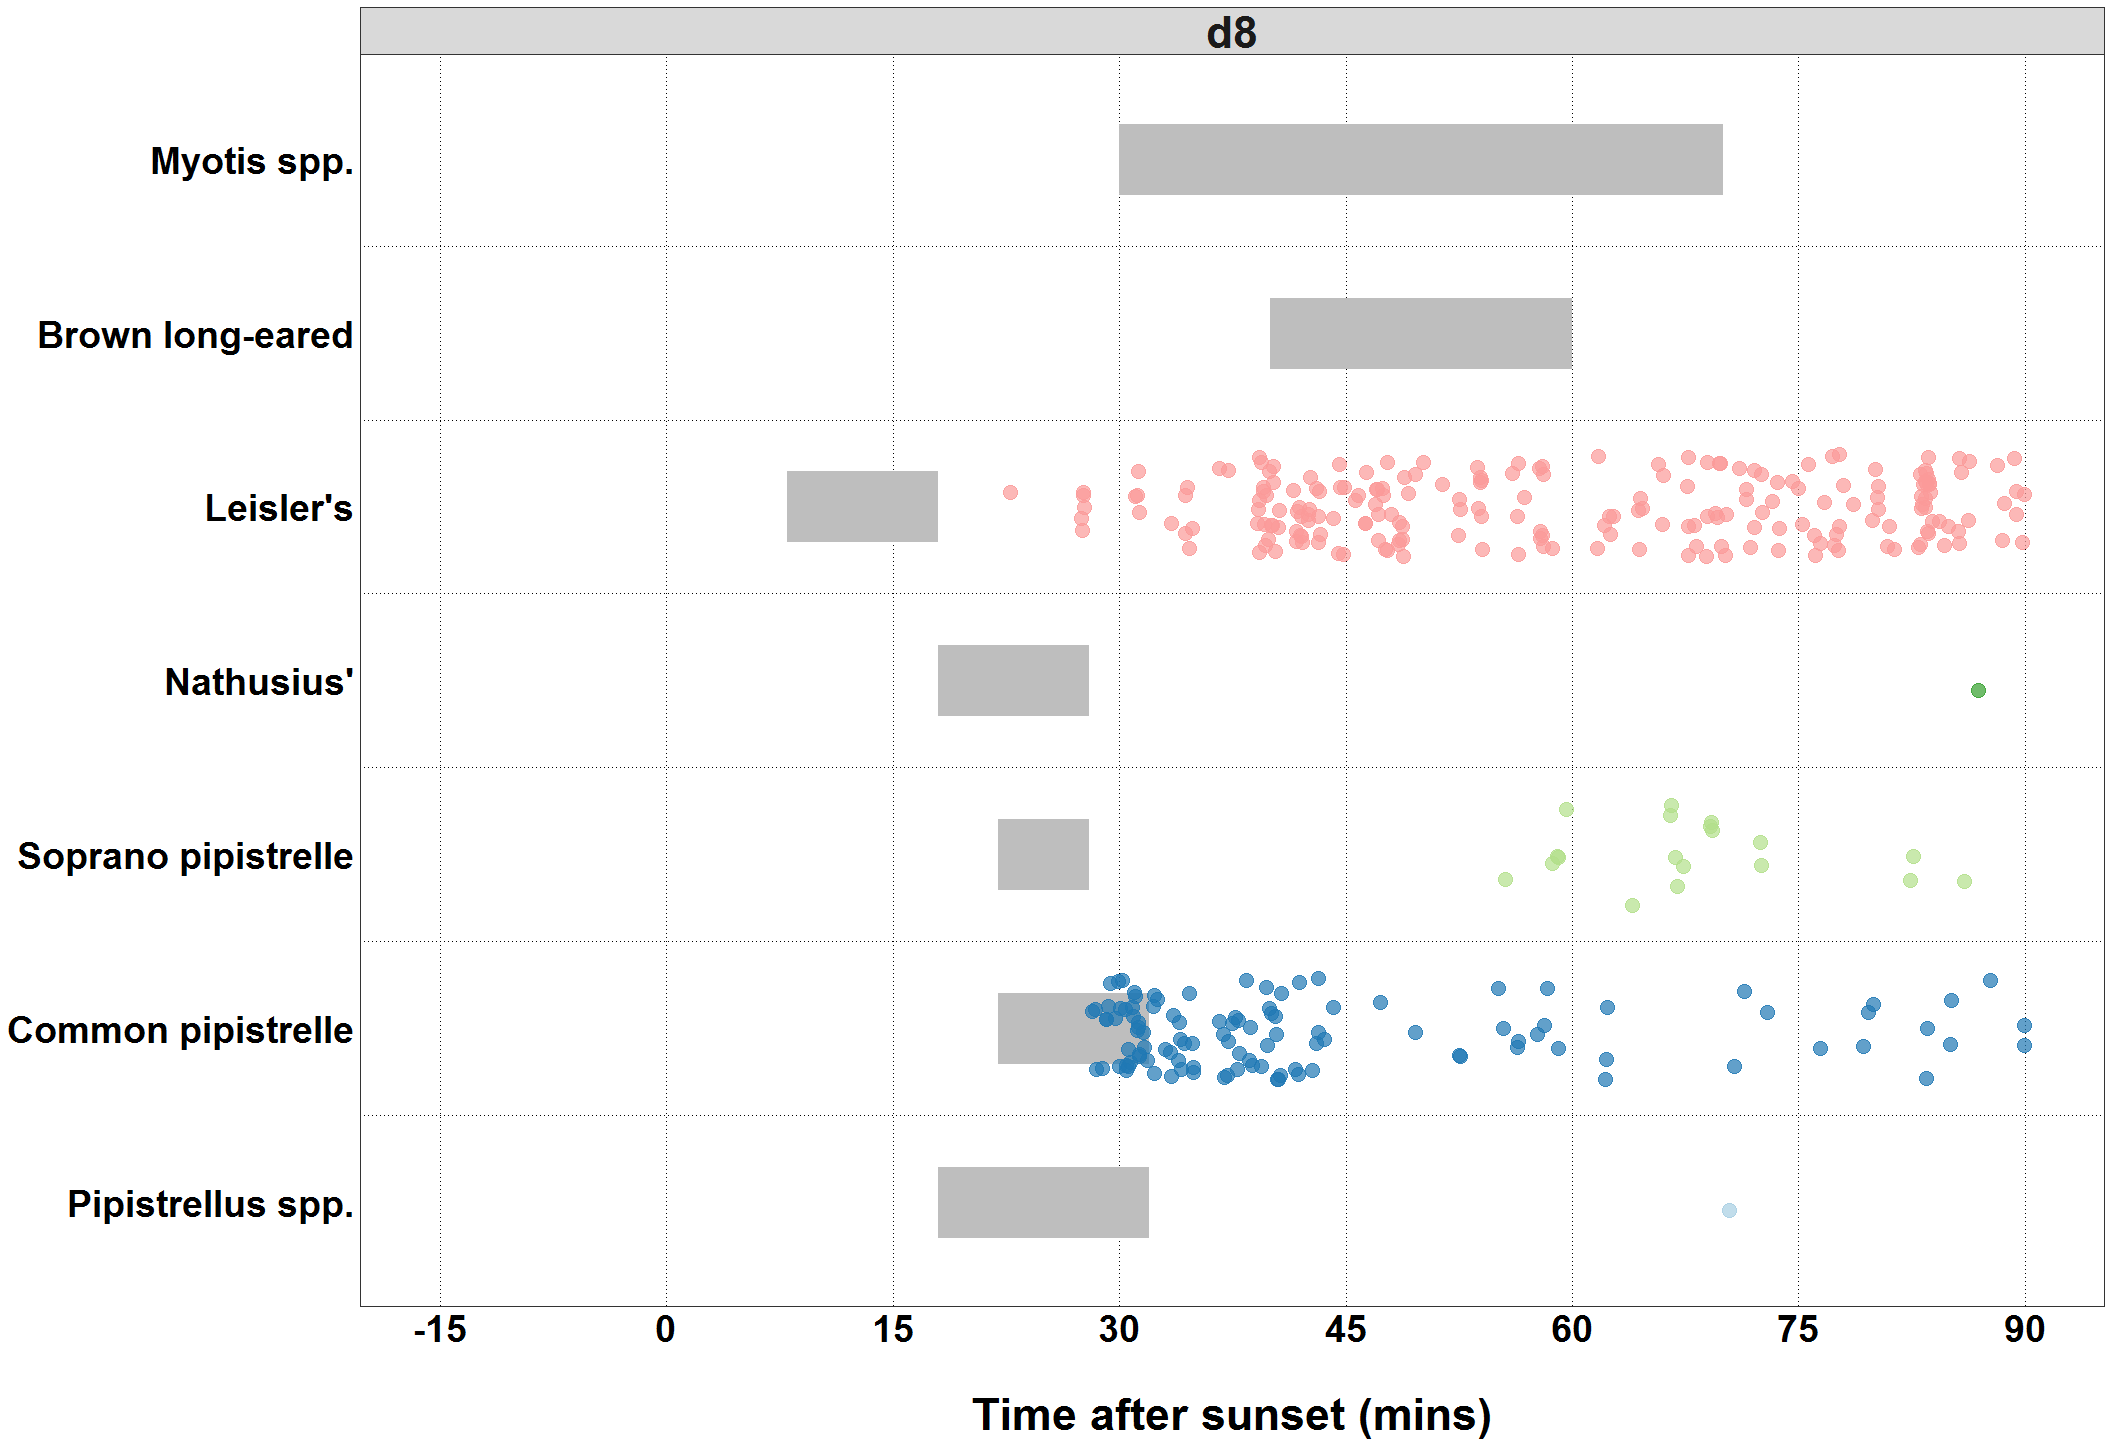 d8
Myotis spp.
Brown long-eared
Leisler's
Nathusius'
Soprano pipistrelle
Common pipistrelle
Pipistrellus spp.
-15 0 15 30 45 60 75 90
Time after sunset (mins)